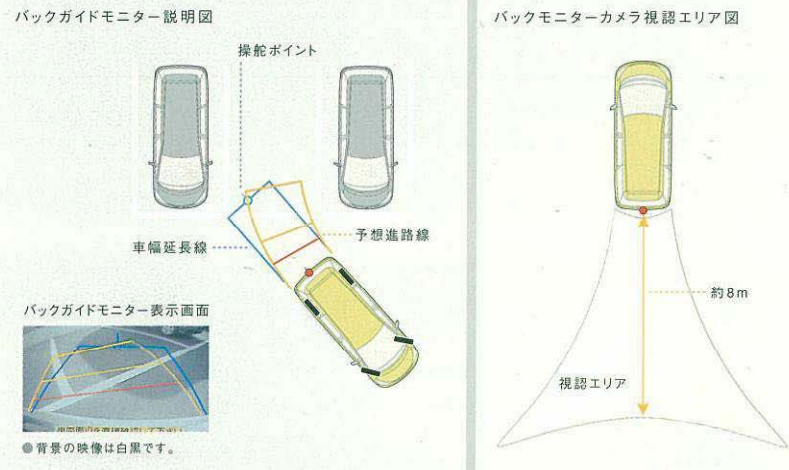 バックガイドモニター説明図
操舵ポイント
車幅延長線
予想進路線
バックガイドモニター表示画面
●背景の映像は白黒です。
バックモニターカメラ視認エリア図
約8m
視認エリア